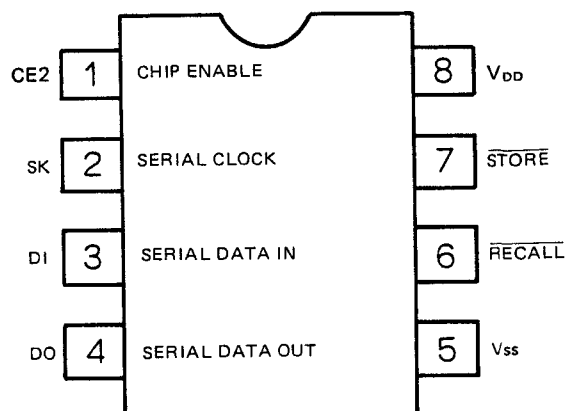 CE2 1 CHIP ENABLE 8 VDD
SK 2 SERIAL CLOCK 7 STORE
DI 3 SERIAL DATA IN 6 RECALL
DO 4 SERIAL DATA OUT 5 Vss